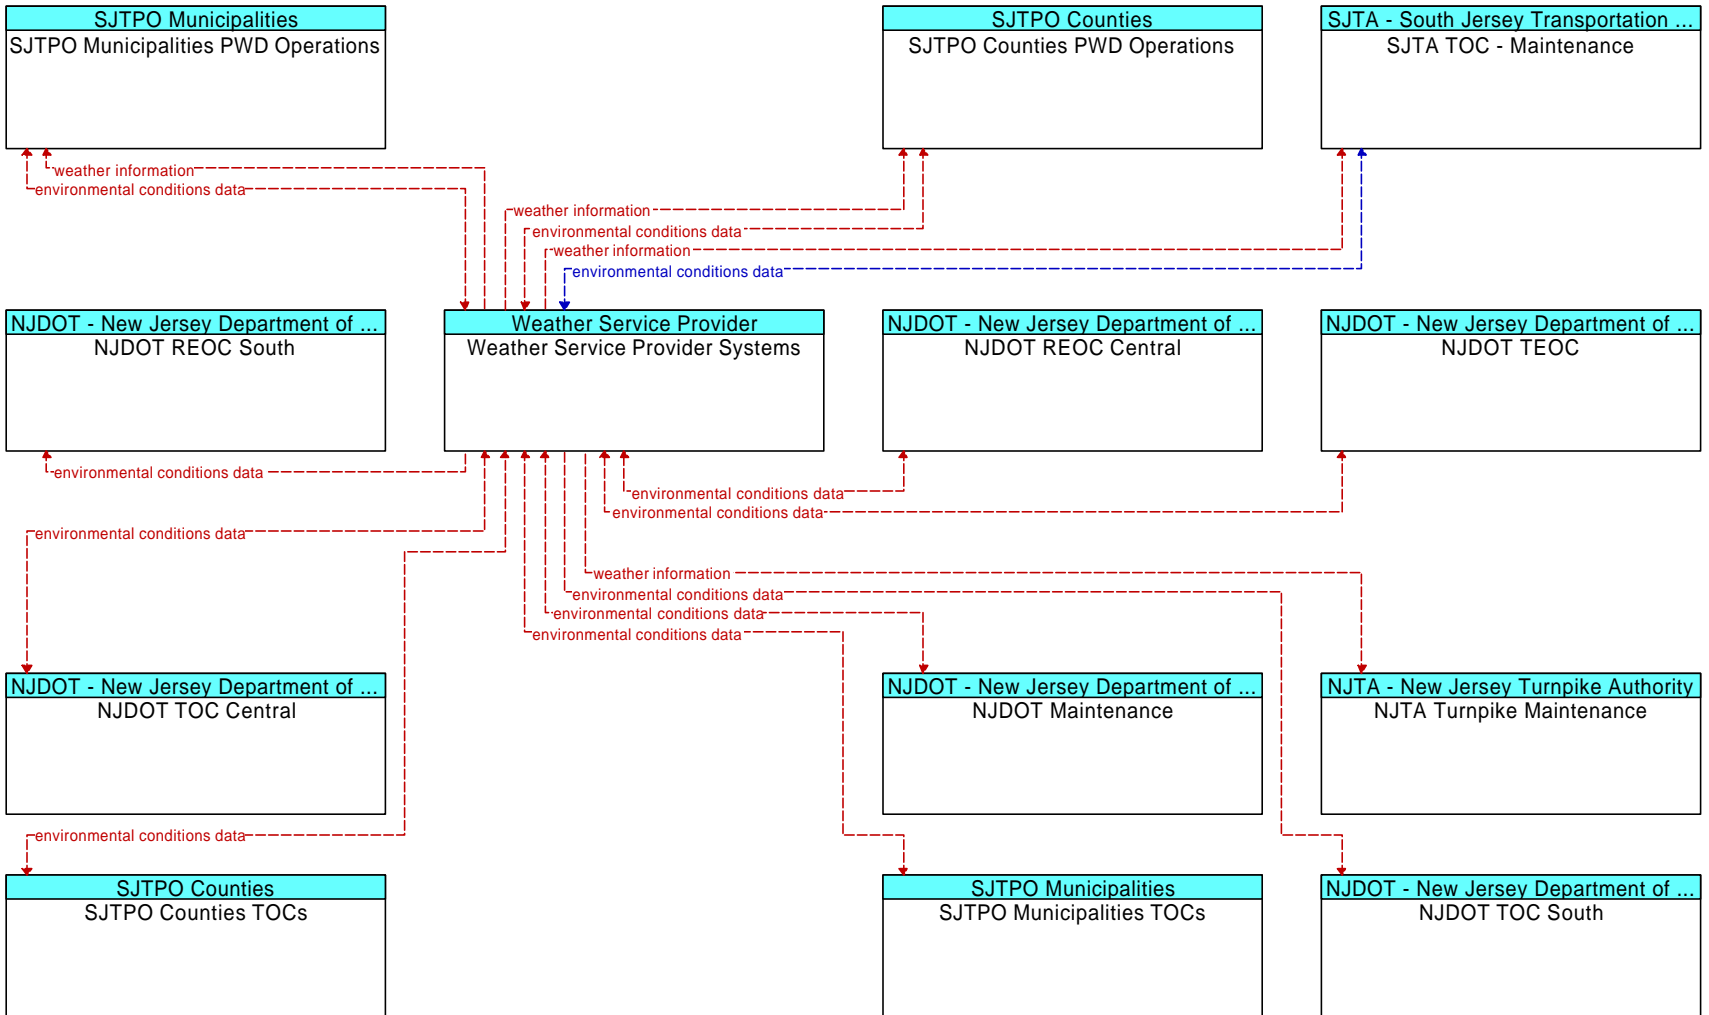 SJTPO Municipalities
SJTPO Municipalities PWD Operations
SJTPO Counties
SJTPO Counties PWD Operations
SJTA - South Jersey Transportation ...
SJTA TOC - Maintenance
weather information
environmental conditions data
weather information
environmental conditions data
weather information
environmental conditions data
NJDOT - New Jersey Department of ...
NJDOT REOC South
Weather Service Provider
Weather Service Provider Systems
NJDOT - New Jersey Department of ...
NJDOT REOC Central
NJDOT - New Jersey Department of ...
NJDOT TEOC
environmental conditions data
environmental conditions data
environmental conditions data
environmental conditions data
weather information
environmental conditions data
environmental conditions data
environmental conditions data
NJDOT - New Jersey Department of ...
NJDOT TOC Central
NJDOT - New Jersey Department of ...
NJDOT Maintenance
NJTA - New Jersey Turnpike Authority
NJTA Turnpike Maintenance
environmental conditions data
SJTPO Counties
SJTPO Counties TOCs
SJTPO Municipalities
SJTPO Municipalities TOCs
NJDOT - New Jersey Department of ...
NJDOT TOC South